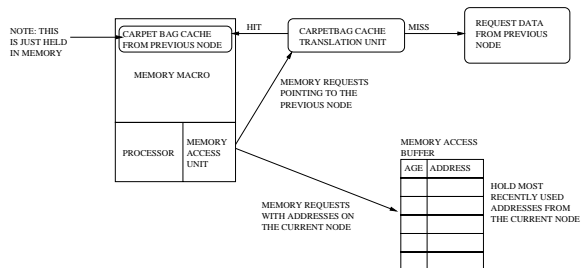 NOTE: THIS
IS JUST HELD
IN MEMORY
CARPET BAG CACHE
FROM PREVIOUS NODE
MEMORY MACRO
PROCESSOR
MEMORY
ACCESS
UNIT
HIT
CARPETBAG CACHE
TRANSLATION UNIT
MISS
REQUEST DATA
FROM PREVIOUS
NODE
MEMORY REQUESTS
POINTING TO THE
PREVIOUS NODE
MEMORY REQUESTS
WITH ADDRESSES ON
THE CURRENT NODE
MEMORY ACCESS
BUFFER
AGE ADDRESS
HOLD MOST
RECENTLY USED
ADDRESSES FROM
THE CURRENT NODE